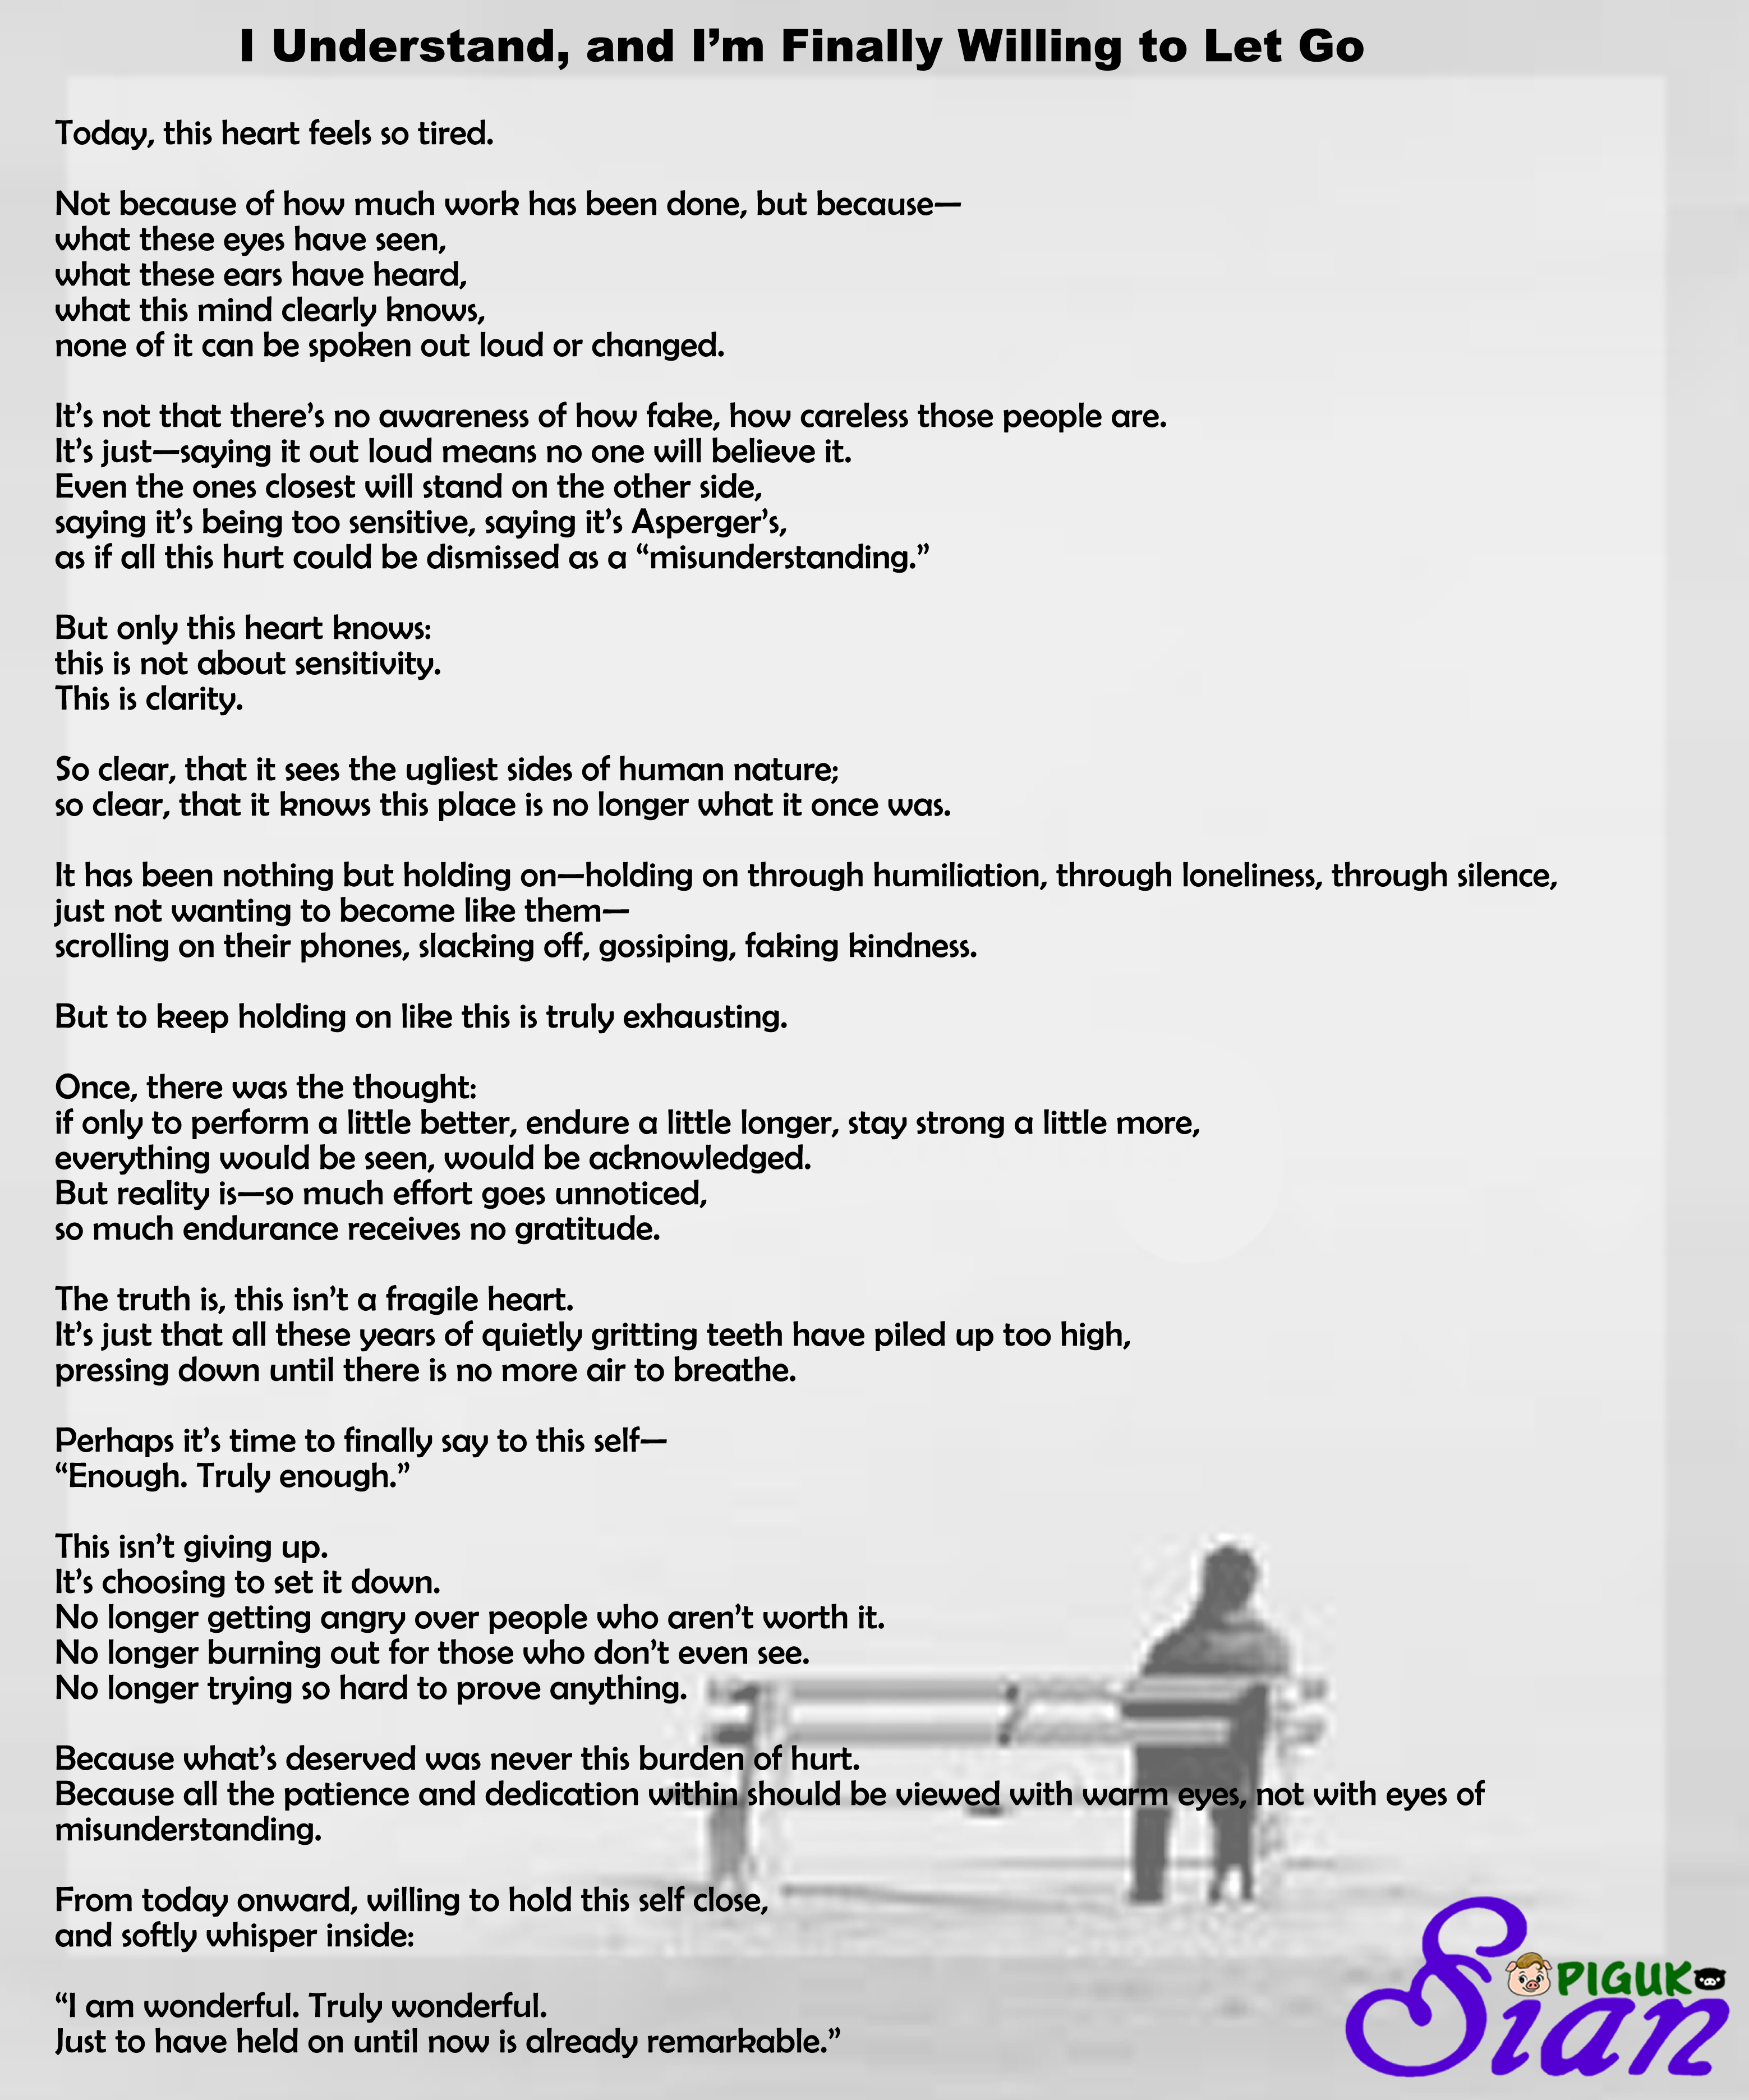 I Understand, and I’m Finally Willing to Let Go
Today, this heart feels so tired.
Not because of how much work has been done, but because—
what these eyes have seen,
what these ears have heard,
what this mind clearly knows,
none of it can be spoken out loud or changed.
It’s not that there’s no awareness of how fake, how careless those people are.
It’s just—saying it out loud means no one will believe it.
Even the ones closest will stand on the other side,
saying it’s being too sensitive, saying it’s Asperger’s,
as if all this hurt could be dismissed as a “misunderstanding.”
But only this heart knows:
this is not about sensitivity.
This is clarity.
So clear, that it sees the ugliest sides of human nature;
so clear, that it knows this place is no longer what it once was.
It has been nothing but holding on—holding on through humiliation, through loneliness, through silence,
just not wanting to become like them—
scrolling on their phones, slacking off, gossiping, faking kindness.
But to keep holding on like this is truly exhausting.
Once, there was the thought:
if only to perform a little better, endure a little longer, stay strong a little more,
everything would be seen, would be acknowledged.
But reality is—so much effort goes unnoticed,
so much endurance receives no gratitude.
The truth is, this isn’t a fragile heart.
It’s just that all these years of quietly gritting teeth have piled up too high,
pressing down until there is no more air to breathe.
Perhaps it’s time to finally say to this self—
“Enough. Truly enough.”
This isn’t giving up.
It’s choosing to set it down.
No longer getting angry over people who aren’t worth it.
No longer burning out for those who don’t even see.
No longer trying so hard to prove anything.
Because what’s deserved was never this burden of hurt.
Because all the patience and dedication within should be viewed with warm eyes, not with eyes of
misunderstanding.
From today onward, willing to hold this self close,
and softly whisper inside:
“I am wonderful. Truly wonderful.
Just to have held on until now is already remarkable.”
PIGUK
Sian